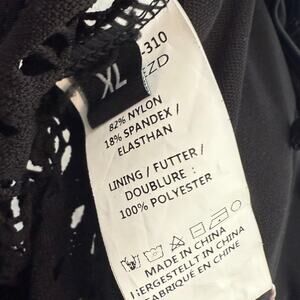 XL
-310
ZD
82% NYLON
18% SPANDEX /
ELASTHAN
LINING / FUTTER /
DOUBLURE :
100% POLYESTER
MADE IN CHINA
HERGESTELLT IN CHINA
FABRIQUÉ EN CHINE